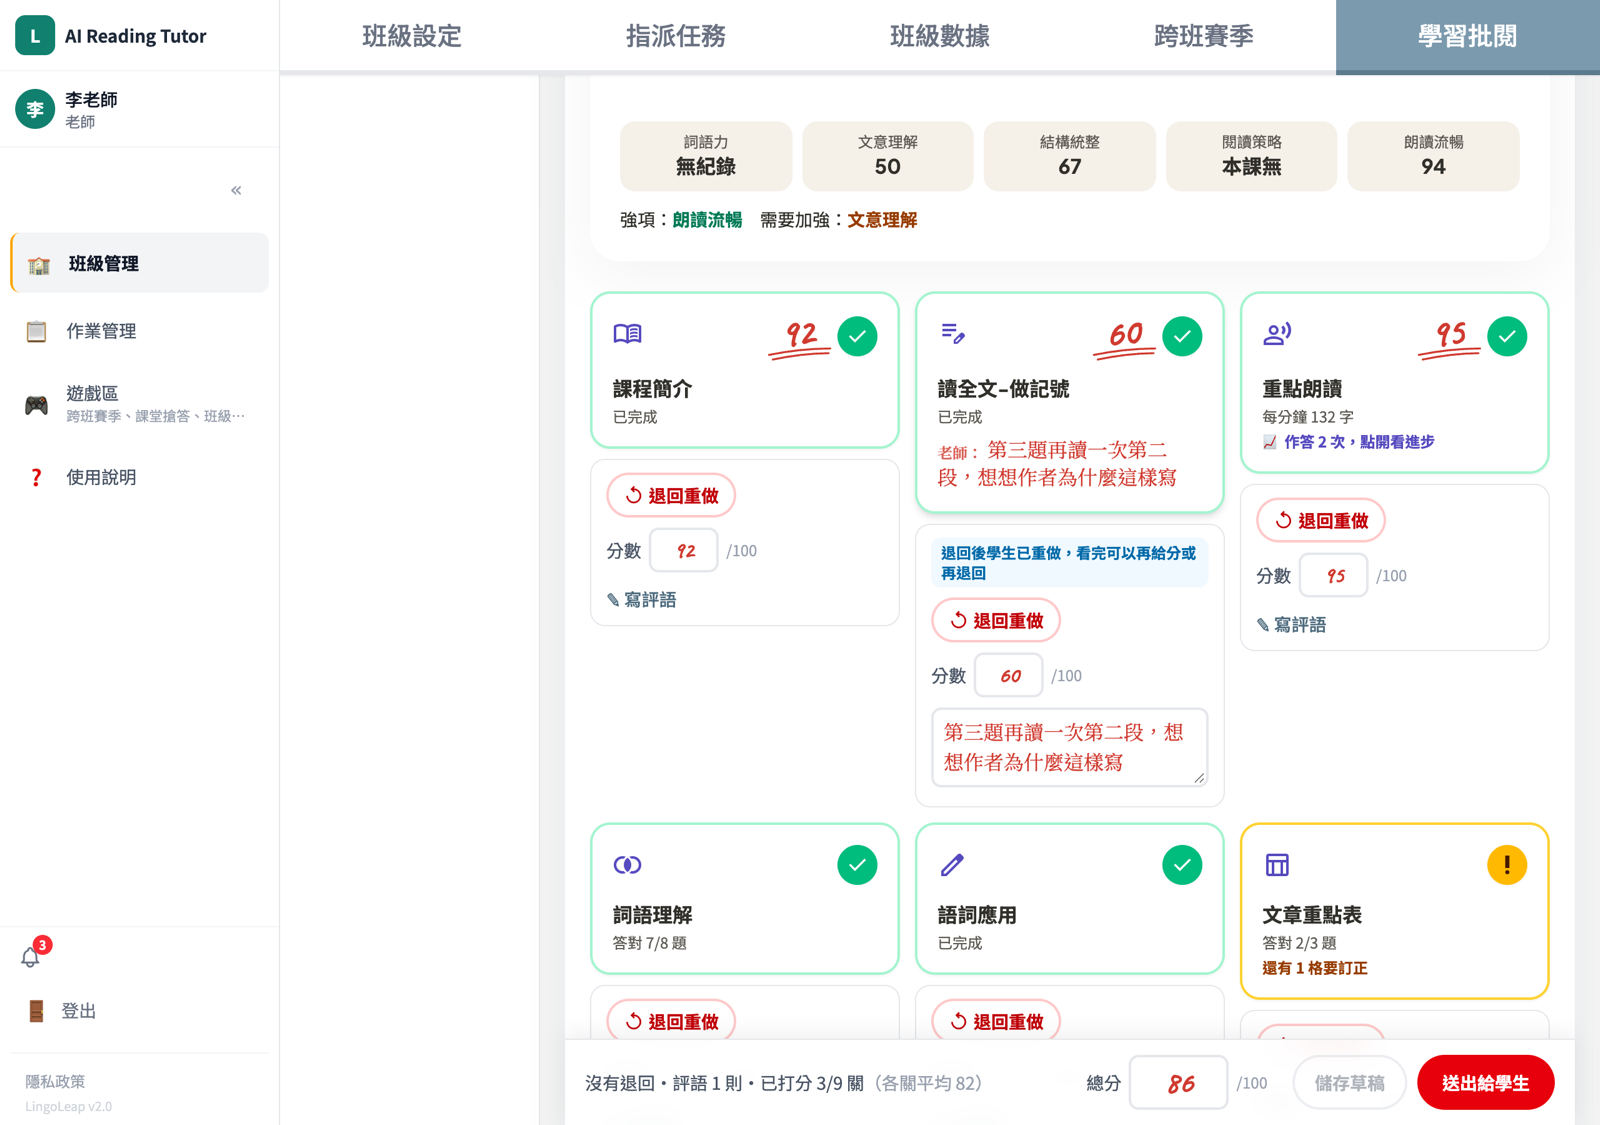 L AI Reading Tutor
李 李老師
老師
«
班級管理
作業管理
遊戲區
跨班賽季、課堂搶答、班級…
使用說明
3
登出
隱私政策
LingoLeap v2.0
班級設定 指派任務 班級數據 跨班賽季 學習批閱
詞語力 文意理解 結構統整 閱讀策略 朗讀流暢
無紀錄 50 67 本課無 94
強項：朗讀流暢 需要加強：文意理解
92
課程簡介
已完成
退回重做
分數 92 /100
✎ 寫評語
60
讀全文-做記號
已完成
老師： 第三題再讀一次第二
段，想想作者為什麼這樣寫
退回後學生已重做，看完可以再給分或
再退回
退回重做
分數 60 /100
第三題再讀一次第二段，想
想作者為什麼這樣寫
95
重點朗讀
每分鐘 132 字
作答 2 次，點開看進步
退回重做
分數 95 /100
✎ 寫評語
詞語理解
答對 7/8 題
退回重做
語詞應用
已完成
退回重做
!
文章重點表
答對 2/3 題
還有 1 格要訂正
沒有退回・評語 1 則・已打分 3/9 關（各關平均 82） 總分 86 /100 儲存草稿 送出給學生